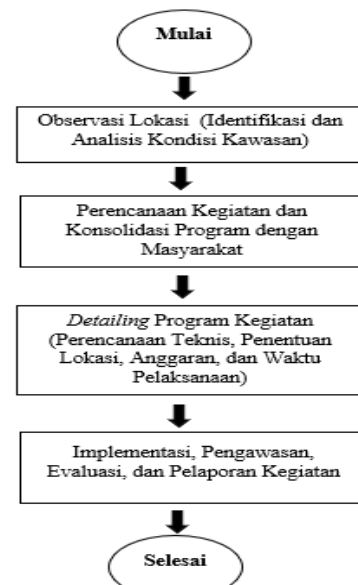 Mulai
Observasi Lokasi (Identifikasi dan
Analisis Kondisi Kawasan)
Perencanaan Kegiatan dan
Konsolidasi Program dengan
Masyarakat
Detailing Program Kegiatan
(Perencanaan Teknis, Penentuan
Lokasi, Anggaran, dan Waktu
Pelaksanaan)
Implementasi, Pengawasan,
Evaluasi, dan Pelaporan Kegiatan
Selesai